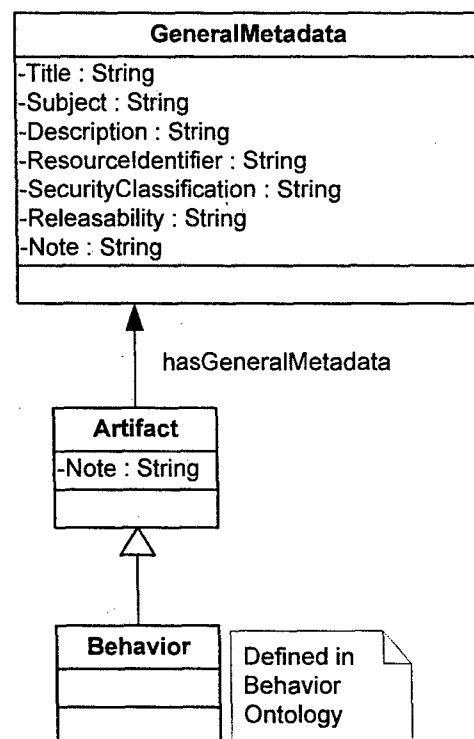 GeneralMetadata
-Title : String
-Subject : String
-Description : String
-ResourceIdentifier : String
-SecurityClassification : String
-Releasability : String
-Note : String
hasGeneralMetadata
Artifact
-Note : String
Behavior
Defined in
Behavior
Ontology